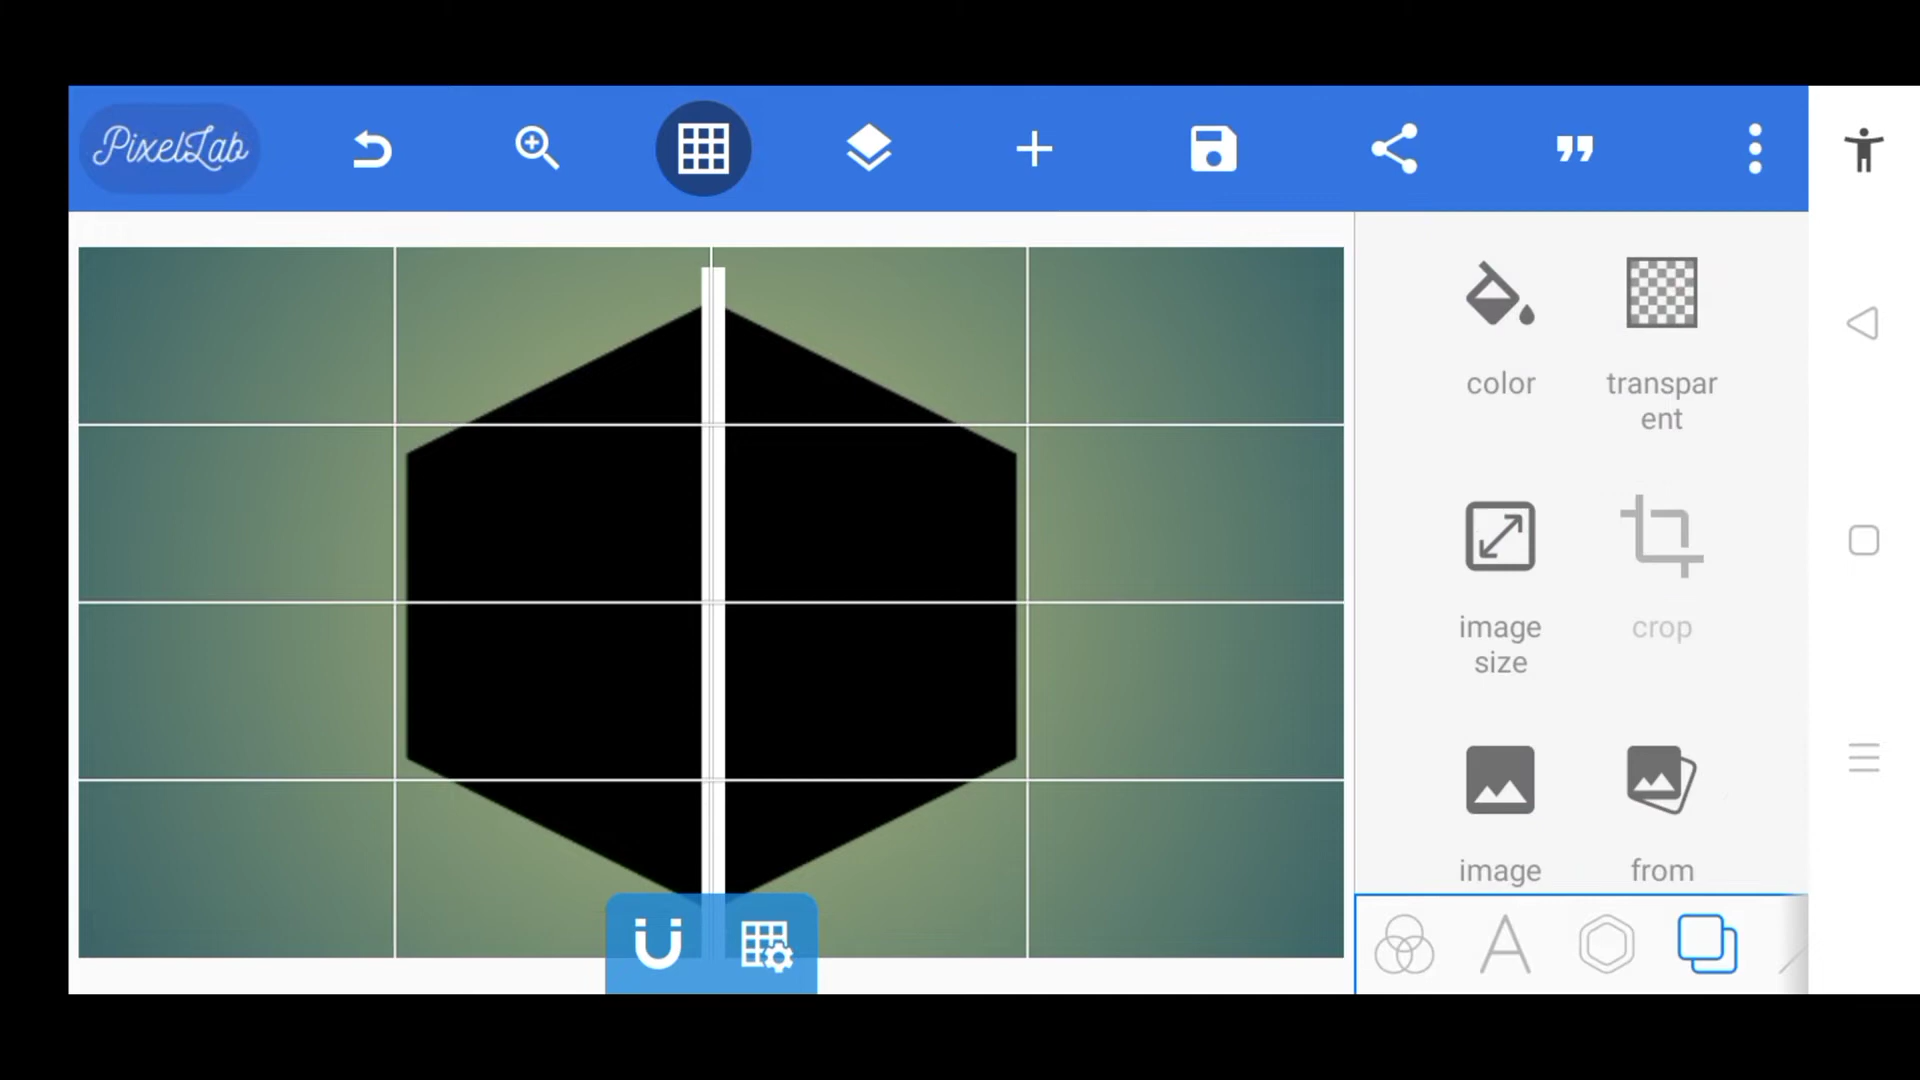 PixelLab
color
transpar
ent
image
size
crop
image
from